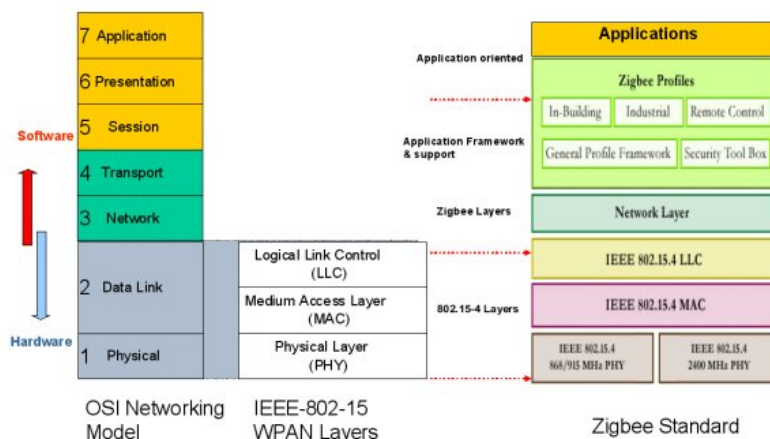 7 Application
6 Presentation
5 Session
4 Transport
3 Network
2 Data Link
1 Physical
Software
Hardware
OSI Networking
Model
Logical Link Control
(LLC)
Medium Access Layer
(MAC)
Physical Layer
(PHY)
IEEE-802-15
WPAN Layers
Application oriented
Application Framework
& support
Zigbee Layers
802.15-4 Layers
Applications
Zigbee Profiles
In-Building
Industrial
Remote Control
General Profile Framework
Security Tool Box
Network Layer
IEEE 802.15.4 LLC
IEEE 802.15.4 MAC
IEEE 802.15.4
868/915 MHz PHY
IEEE 802.15.4
2400 MHz PHY
Zigbee Standard